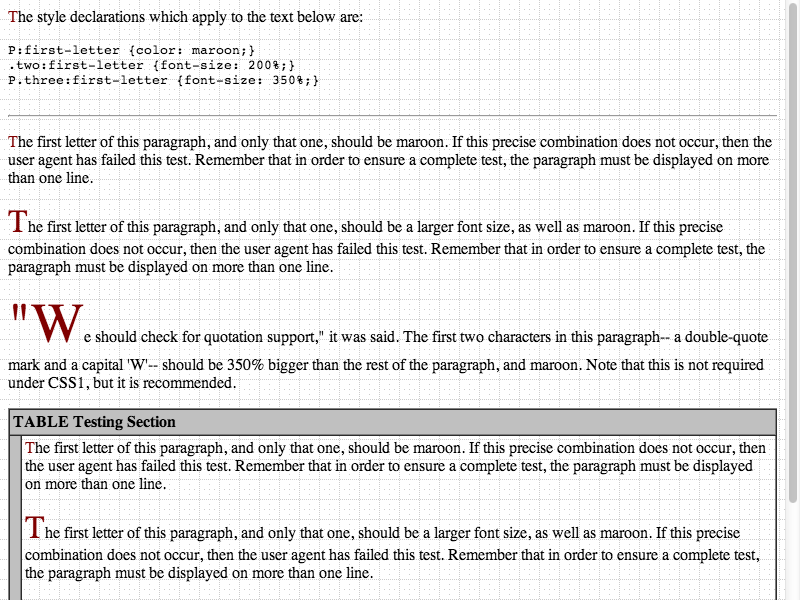 The style declarations which apply to the text below are:
P:first-letter {color: maroon;}
.two:first-letter {font-size: 200%;}
P.three:first-letter {font-size: 350%;}
The first letter of this paragraph, and only that one, should be maroon. If this precise combination does not occur, then the
user agent has failed this test. Remember that in order to ensure a complete test, the paragraph must be displayed on more
than one line.
The first letter of this paragraph, and only that one, should be a larger font size, as well as maroon. If this precise
combination does not occur, then the user agent has failed this test. Remember that in order to ensure a complete test, the
paragraph must be displayed on more than one line.
"We should check for quotation support," it was said. The first two characters in this paragraph-- a double-quote
mark and a capital 'W'-- should be 350% bigger than the rest of the paragraph, and maroon. Note that this is not required
under CSS1, but it is recommended.
TABLE Testing Section
The first letter of this paragraph, and only that one, should be maroon. If this precise combination does not occur, then
the user agent has failed this test. Remember that in order to ensure a complete test, the paragraph must be displayed
on more than one line.
The first letter of this paragraph, and only that one, should be a larger font size, as well as maroon. If this precise
combination does not occur, then the user agent has failed this test. Remember that in order to ensure a complete test,
the paragraph must be displayed on more than one line.